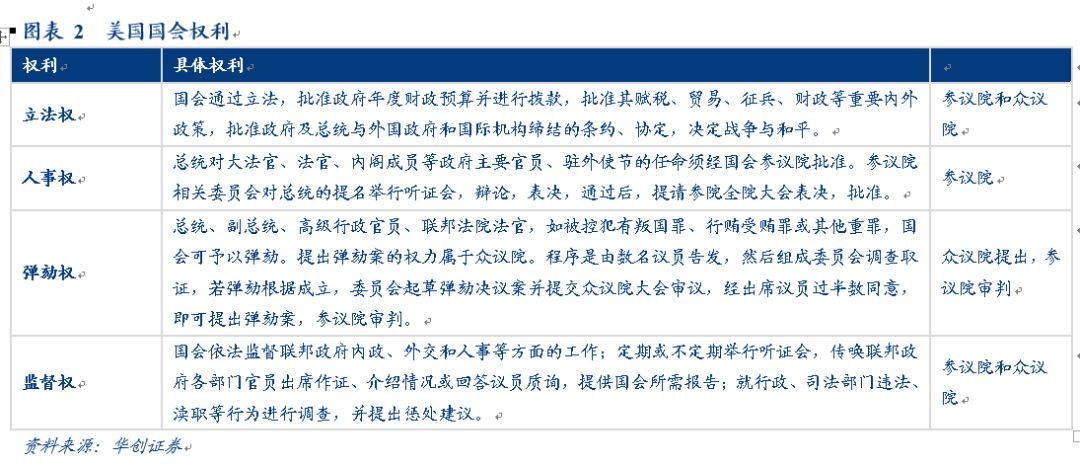 图表 2 美国国会权利
权利 具体权利
立法权
国会通过立法，批准政府年度财政预算并进行拨款，批准其赋税、贸易、征兵、财政等重要内外
政策，批准政府及总统与外国政府和国际机构缔结的条约、协定，决定战争与和平。
参议院和众议
院
人事权
总统对大法官、法官、内阁成员等政府主要官员、驻外使节的任命须经国会参议院批准。参议院
相关委员会对总统的提名举行听证会，辩论，表决，通过后，提请参院全院大会表决，批准。
参议院
弹劾权
总统、副总统、高级行政官员、联邦法院法官，如被控犯有叛国罪、行贿受贿罪或其他重罪，国
会可予以弹劾。提出弹劾案的权力属于众议院。程序是由数名议员告发，然后组成委员会调查取
证，若弹劾根据成立，委员会起草弹劾决议案并提交众议院大会审议，经出席议员过半数同意，
即可提出弹劾案，参议院审判。
众议院提出，参
议院审判
监督权
国会依法监督联邦政府内政、外交和人事等方面的工作；定期或不定期举行听证会，传唤联邦政
府各部门官员出席作证、介绍情况或回答议员质询，提供国会所需报告；就行政、司法部门违法、
渎职等行为进行调查，并提出惩处建议。
参议院和众议
院
资料来源：华创证券